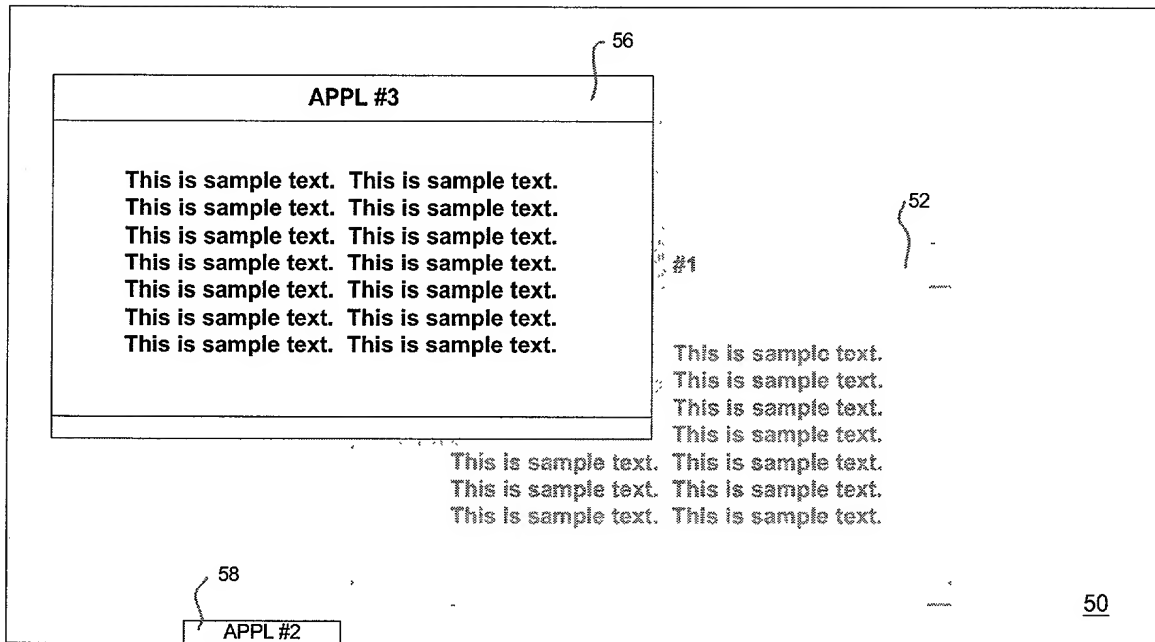 56
APPL #3
This is sample text.  This is sample text.
This is sample text.  This is sample text.
This is sample text.  This is sample text.
This is sample text.  This is sample text.
This is sample text.  This is sample text.
This is sample text.  This is sample text.
This is sample text.  This is sample text.
52
#1
This is sample text.
This is sample text.
This is sample text.
This is sample text.
This is sample text.  This is sample text.
This is sample text.  This is sample text.
This is sample text.  This is sample text.
58
APPL #2
50